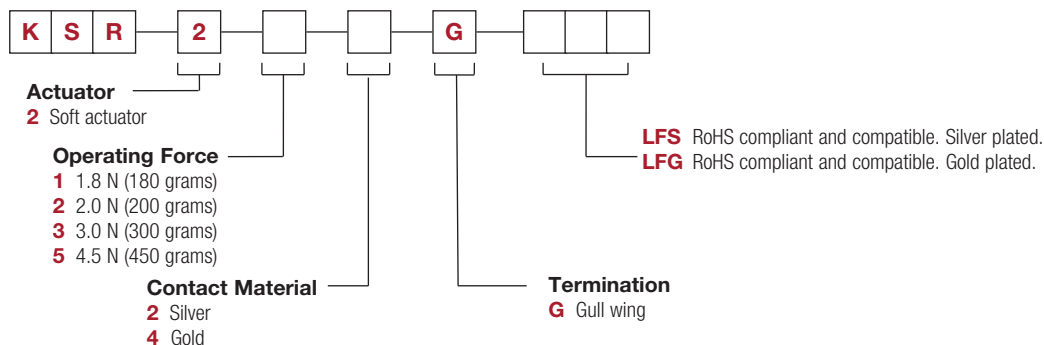 K S R 2 G
Actuator
2 Soft actuator
Operating Force
1 1.8 N (180 grams)
2 2.0 N (200 grams)
3 3.0 N (300 grams)
5 4.5 N (450 grams)
Contact Material
2 Silver
4 Gold
Termination
G Gull wing
LFS RoHS compliant and compatible. Silver plated.
LFG RoHS compliant and compatible. Gold plated.